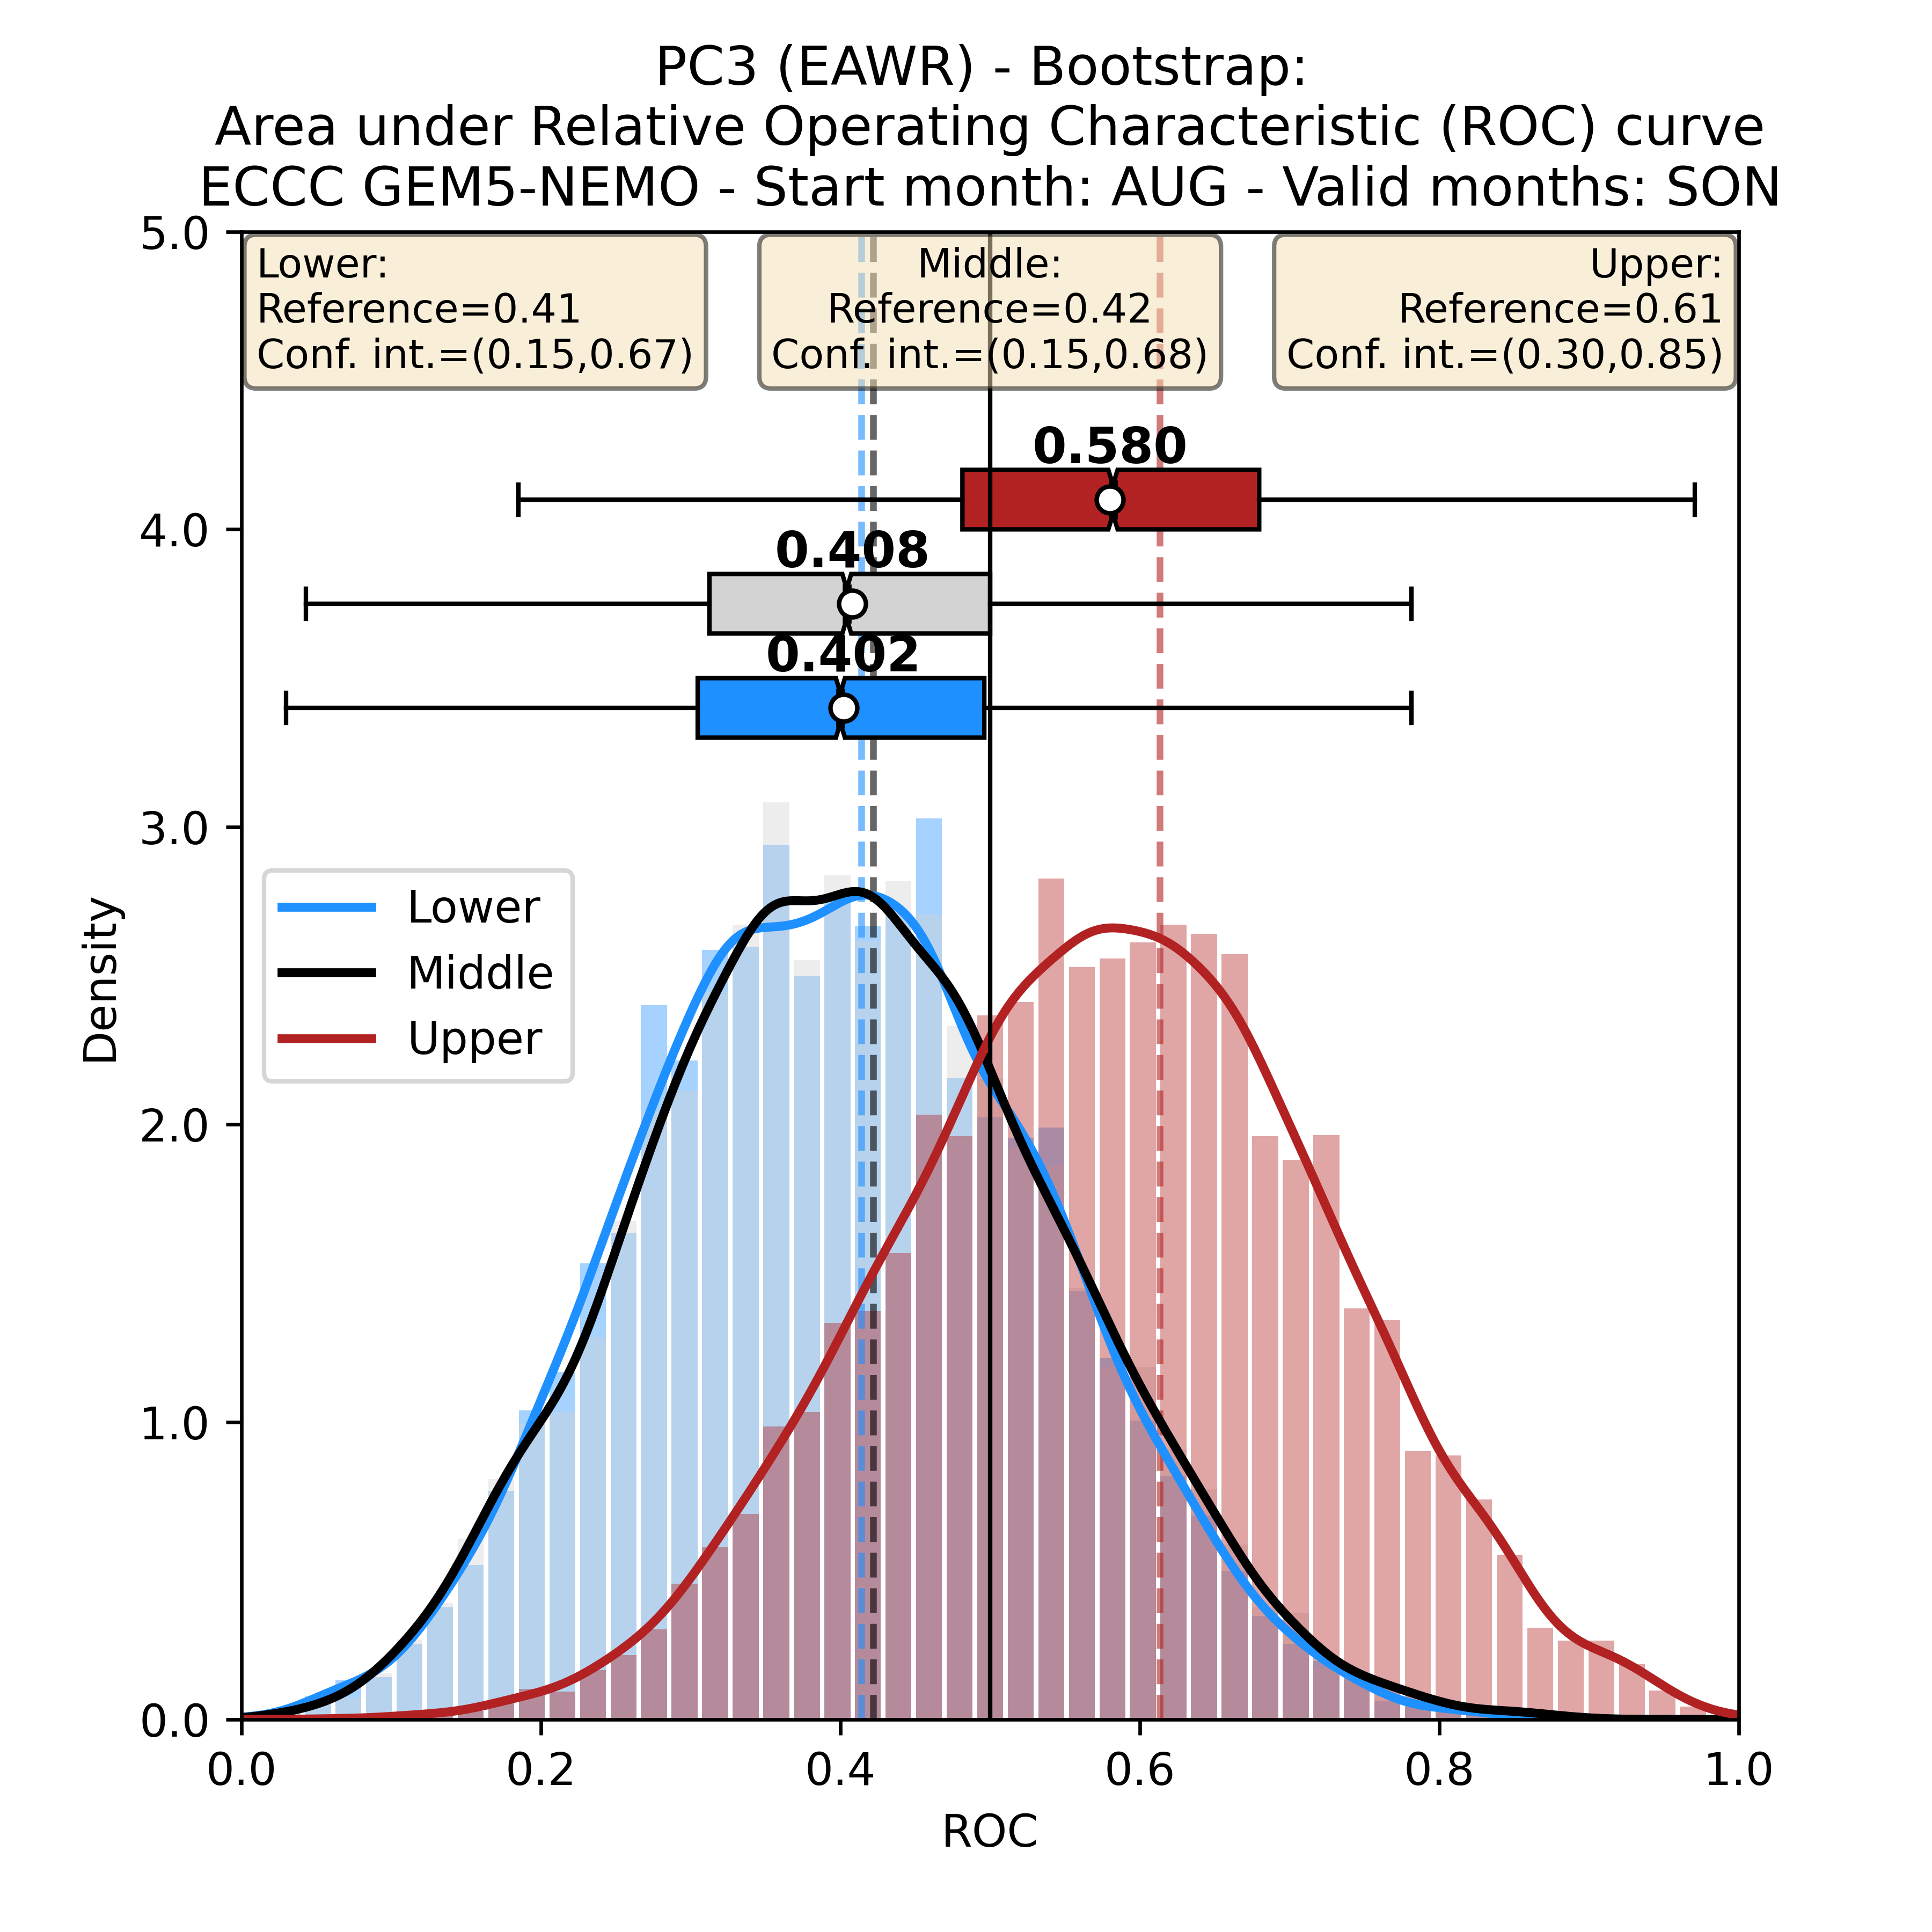 PC3 (EAWR) - Bootstrap:
Area under Relative Operating Characteristic (ROC) curve
ECCC GEM5-NEMO - Start month: AUG - Valid months: SON
Lower:
Reference=0.41
Conf. int.=(0.15,0.67)
Middle:
Reference=0.42
Conf. int.=(0.15,0.68)
Upper:
Reference=0.61
Conf. int.=(0.30,0.85)
0.580
0.408
0.402
Lower
Middle
Upper
Density
5.0
4.0
3.0
2.0
1.0
0.0
0.0
0.2
0.4
0.6
0.8
1.0
ROC